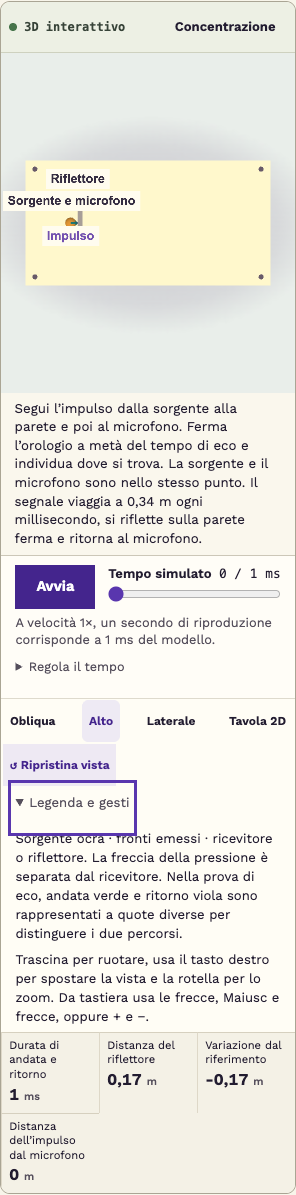 3D interattivo Concentrazione
Riflettore
Sorgente e microfono
Impulso
Segui l’impulso dalla sorgente alla
parete e poi al microfono. Ferma
l’orologio a metà del tempo di eco e
individua dove si trova. La sorgente e il
microfono sono nello stesso punto. Il
segnale viaggia a 0,34 m ogni
millisecondo, si riflette sulla parete
ferma e ritorna al microfono.
Avvia
Tempo simulato 0 / 1 ms
A velocità 1×, un secondo di riproduzione
corrisponde a 1 ms del modello.
▶ Regola il tempo
Obliqua Alto Laterale Tavola 2D
↺ Ripristina vista
▼ Legenda e gesti
Sorgente ocra · fronti emessi · ricevitore
o riflettore. La freccia della pressione è
separata dal ricevitore. Nella prova di
eco, andata verde e ritorno viola sono
rappresentati a quote diverse per
distinguere i due percorsi.
Trascina per ruotare, usa il tasto destro
per spostare la vista e la rotella per lo
zoom. Da tastiera usa le frecce, Maiusc e
frecce, oppure + e −.
Durata di
andata e
ritorno
1 ms
Distanza del
riflettore
0,17 m
Variazione dal
riferimento
-0,17 m
Distanza
dell’impulso
dal microfono
0 m